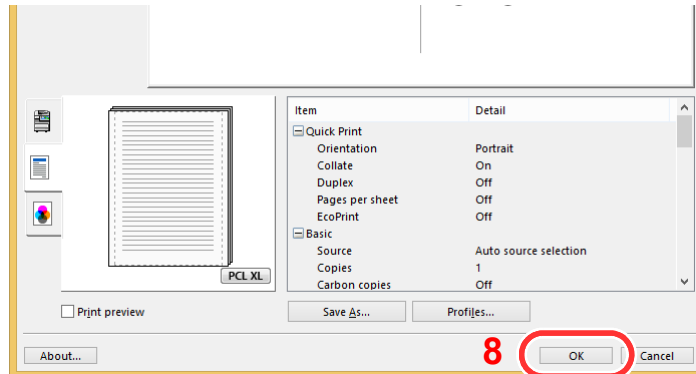 Item Detail
Quick Print
Orientation Portrait
Collate On
Duplex Off
Pages per sheet Off
EcoPrint Off
Basic
Source Auto source selection
Copies 1
Carbon copies Off
PCL XL
Print preview
Save As... Profiles...
About... 8 OK Cancel